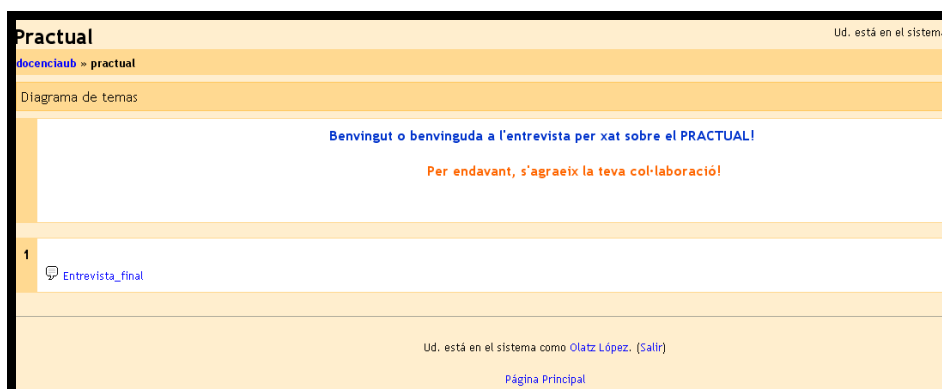 Practual
Ud. está en el sistema
docenciaub » practual
Diagrama de temas
Benvingut o benvinguda a l'entrevista per xat sobre el PRACTUAL!
Per endavant, s'agraeix la teva col·laboració!
1
Entrevista_final
Ud. está en el sistema como Olatz López. (Salir)
Página Principal